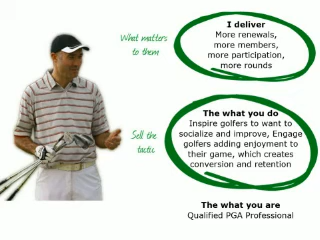 What matters
to them
I deliver
More renewals,
more members,
more participation,
more rounds
Sell the
tactic
The what you do
Inspire golfers to want to
socialize and improve, Engage
golfers adding enjoyment to
their game, which creates
conversion and retention
The what you are
Qualified PGA Professional